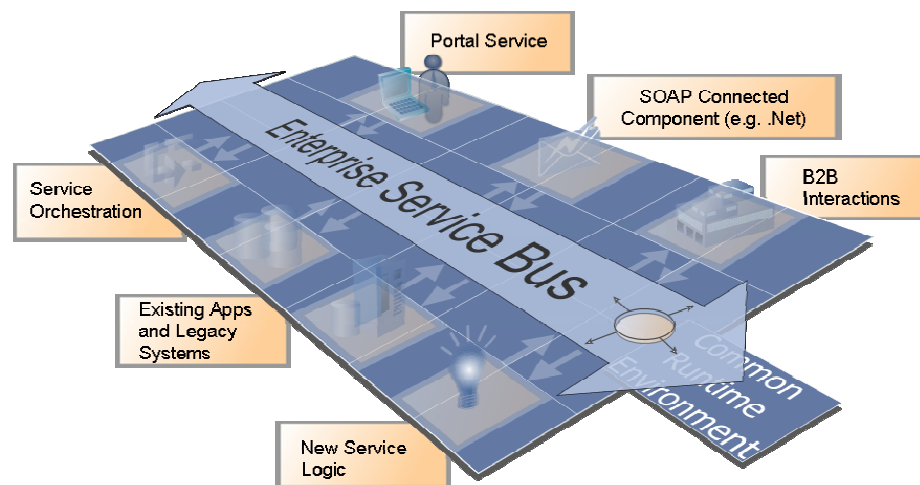 Portal Service
SOAP Connected
Component (e.g. .Net)
B2B
Interactions
Service
Orchestration
Enterprise Service Bus
Existing Apps
and Legacy
Systems
Common
Runtime
Environment
New Service
Logic